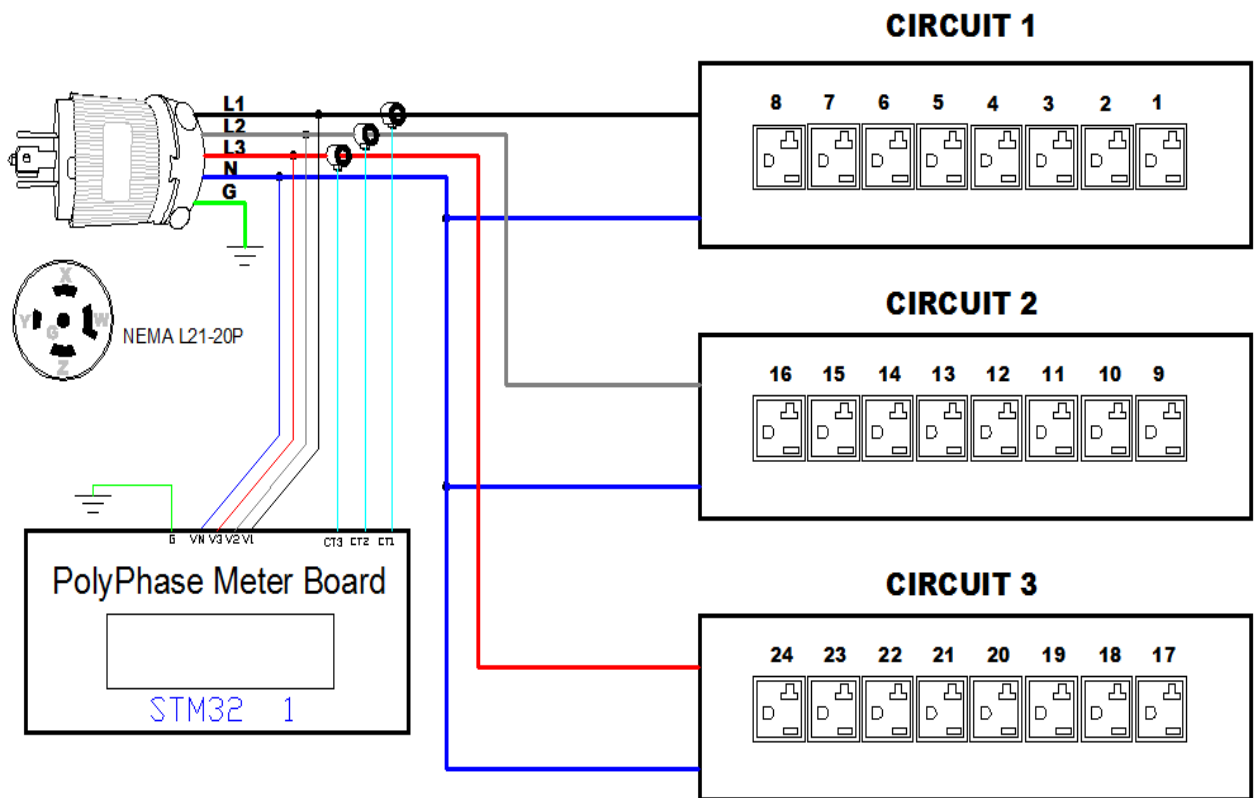 CIRCUIT 1
8 7 6 5 4 3 2 1
L1
L2
L3
N
G
X
Y G W
Z
NEMA L21-20P
CIRCUIT 2
16 15 14 13 12 11 10 9
G VN V3 V2 V1 CT3 CT2 CT1
PolyPhase Meter Board
STM32 1
CIRCUIT 3
24 23 22 21 20 19 18 17